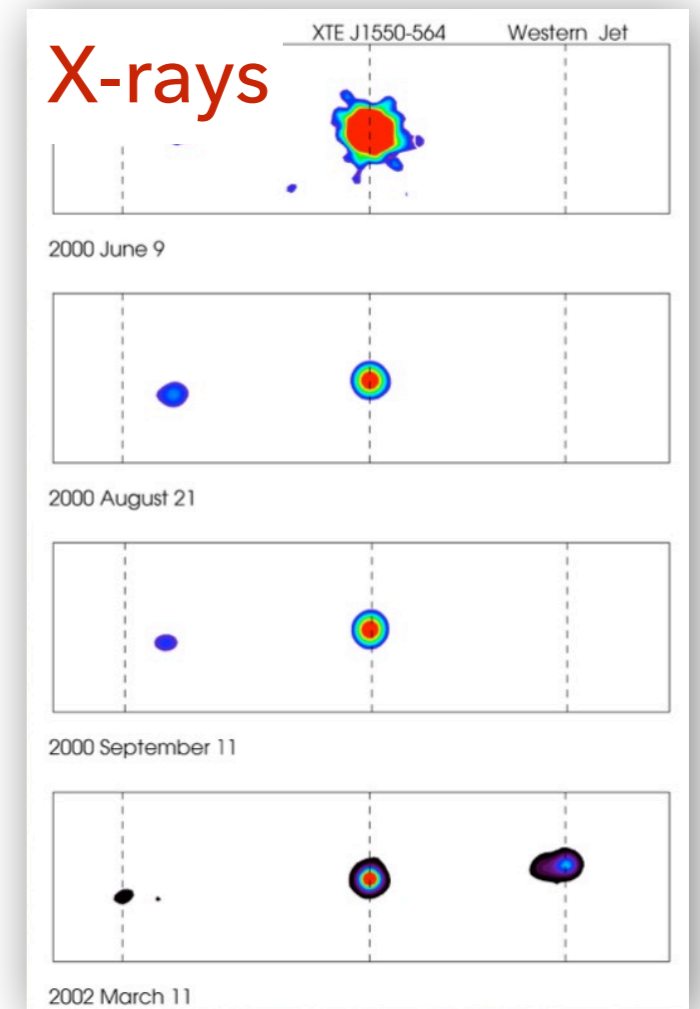 XTE J1550-564 Western Jet
X-rays
2000 June 9
2000 August 21
2000 September 11
2002 March 11